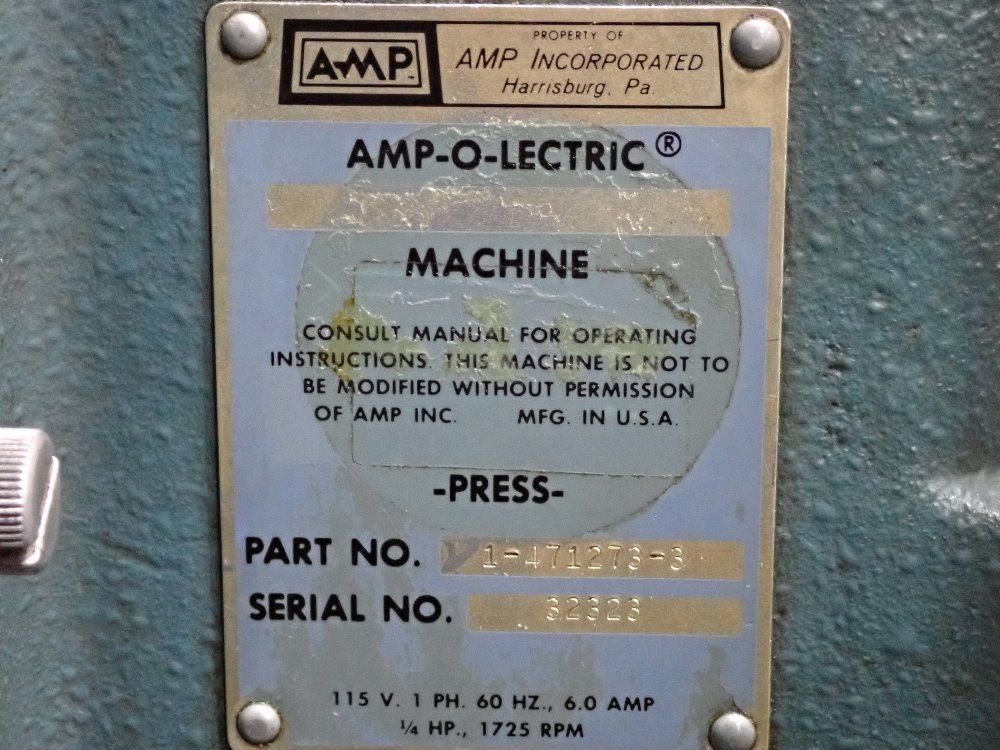 AMP
PROPERTY OF
AMP INCORPORATED
Harrisburg, Pa.
AMP-O-LECTRIC ®
MACHINE
CONSULT MANUAL FOR OPERATING
INSTRUCTIONS. THIS MACHINE IS NOT TO
BE MODIFIED WITHOUT PERMISSION
OF AMP INC. MFG. IN U.S.A.
-PRESS-
PART NO. 1-471273-3
SERIAL NO. 32323
115 V. 1 PH. 60 HZ., 6.0 AMP
¼ HP., 1725 RPM